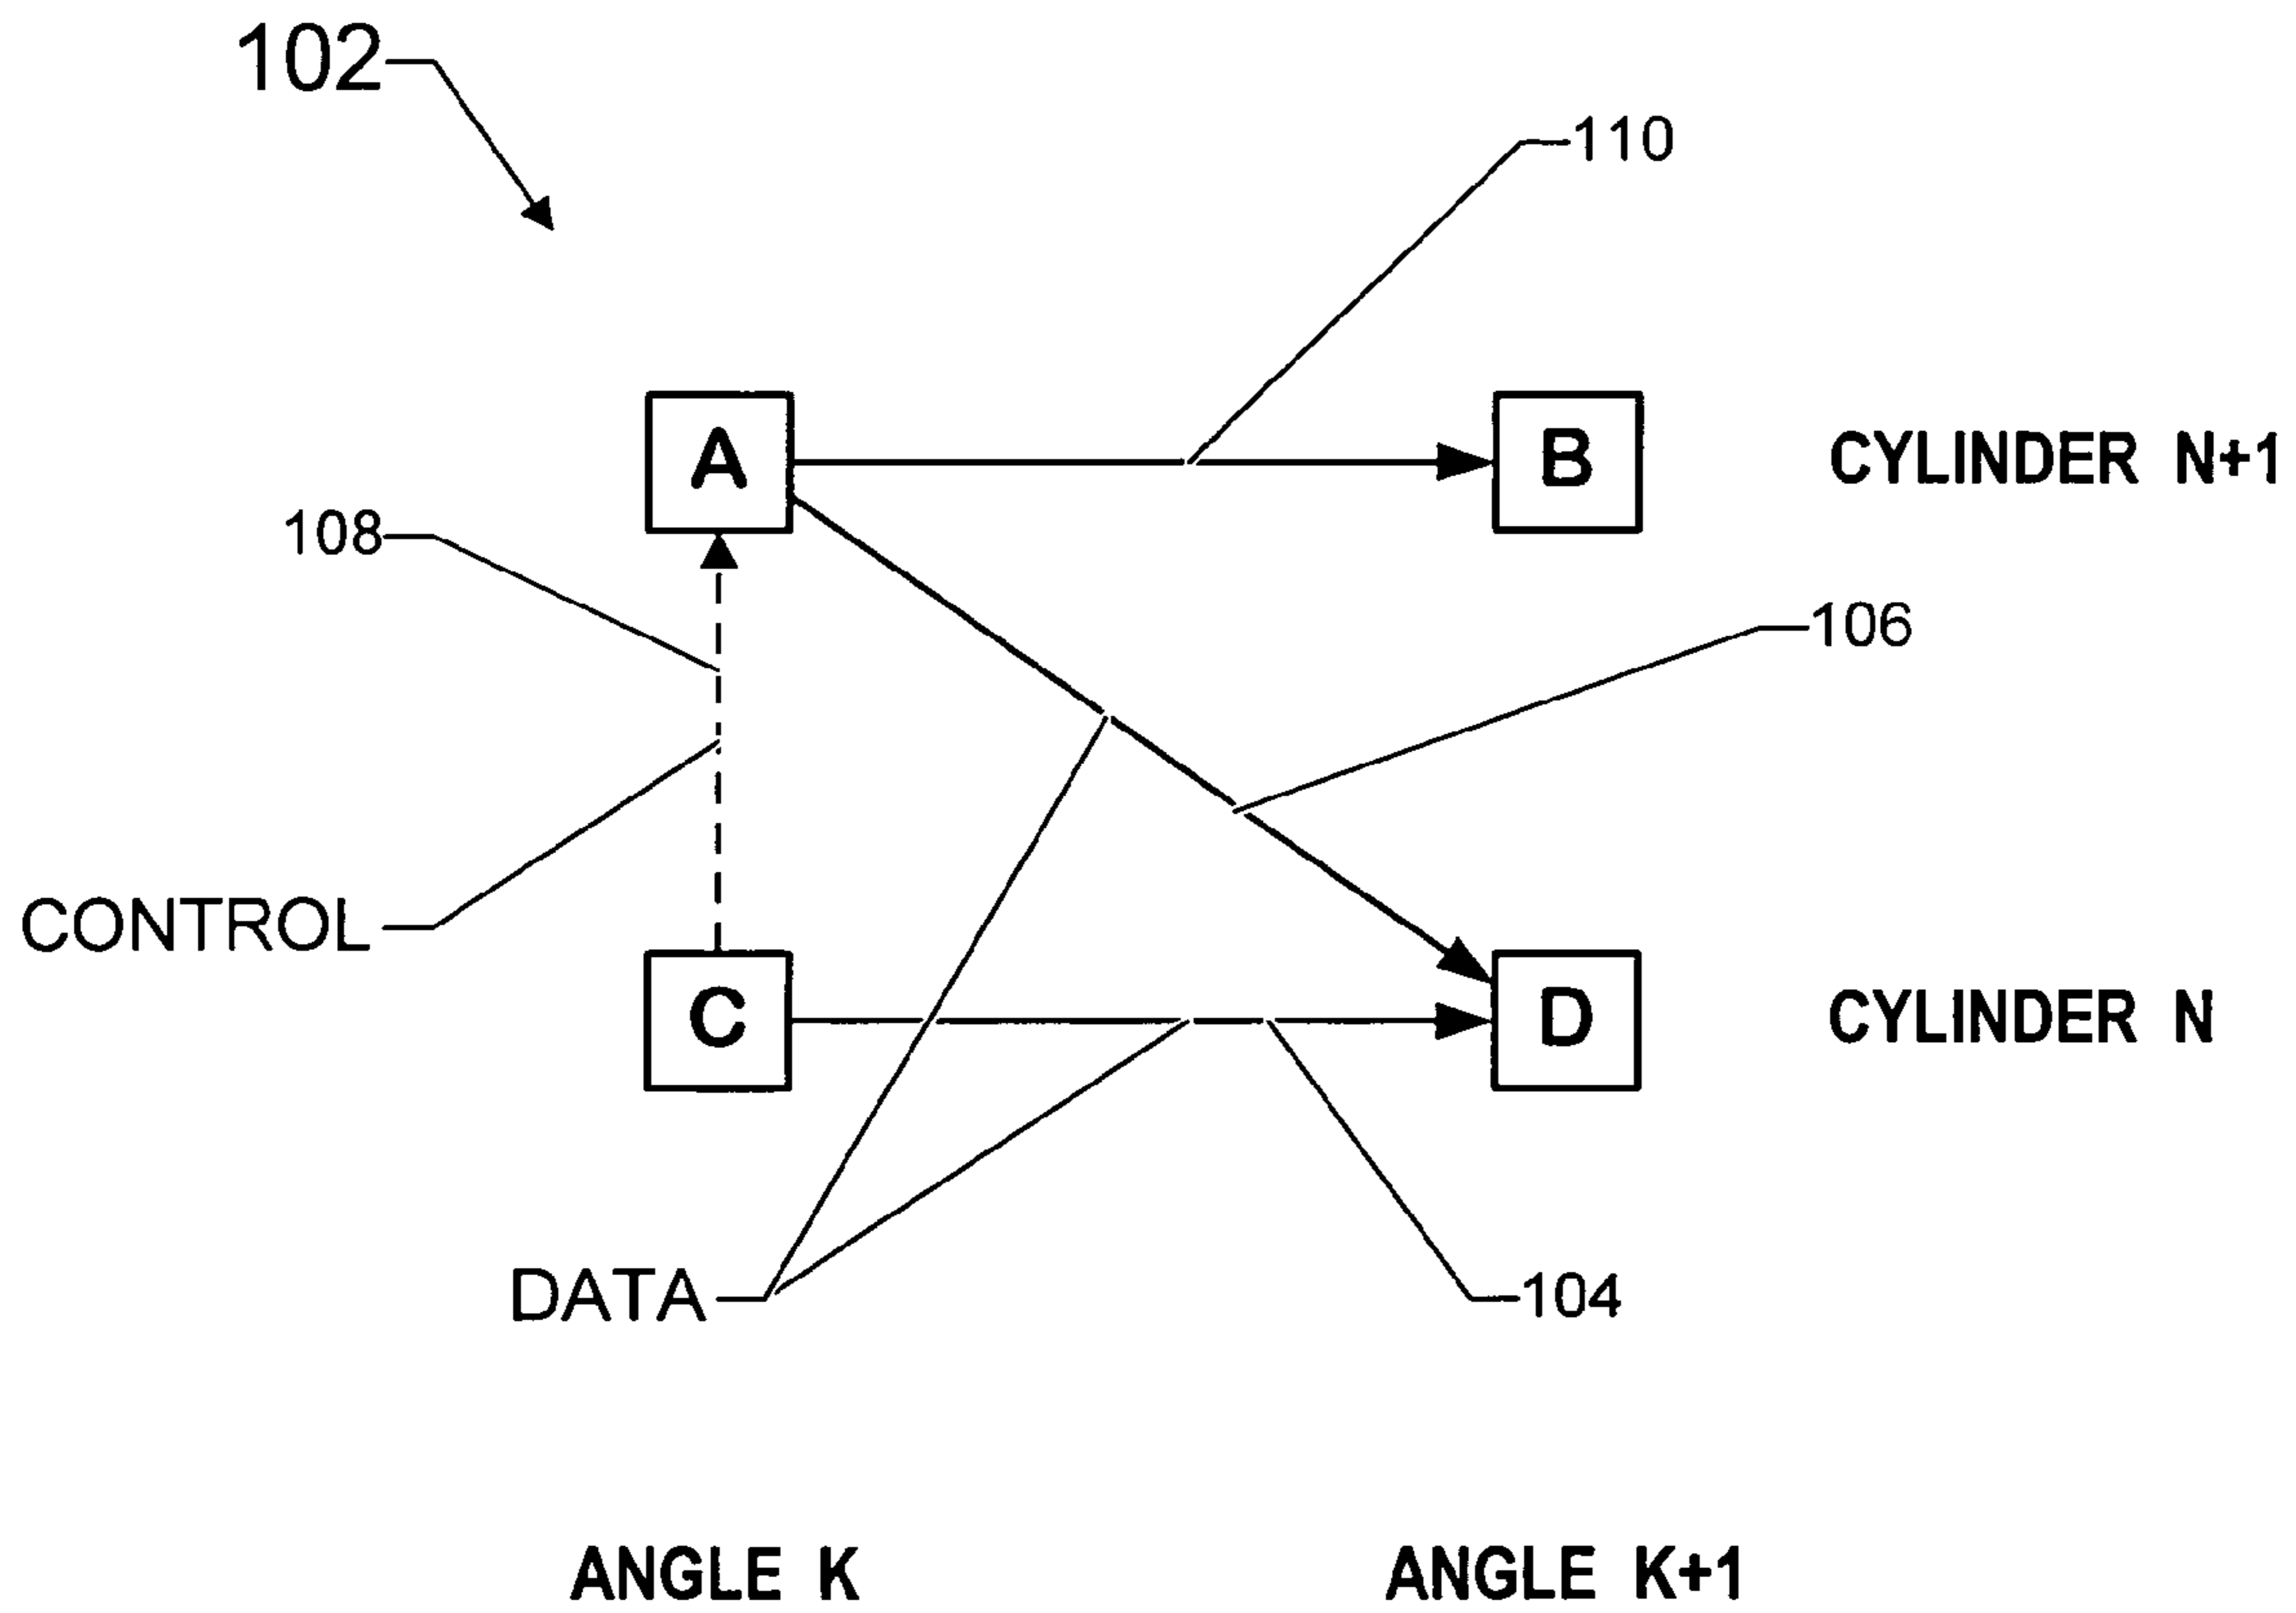 102
110
A
B
CYLINDER N+1
108
106
CONTROL
C
D
CYLINDER N
DATA
104
ANGLE K
ANGLE K+1